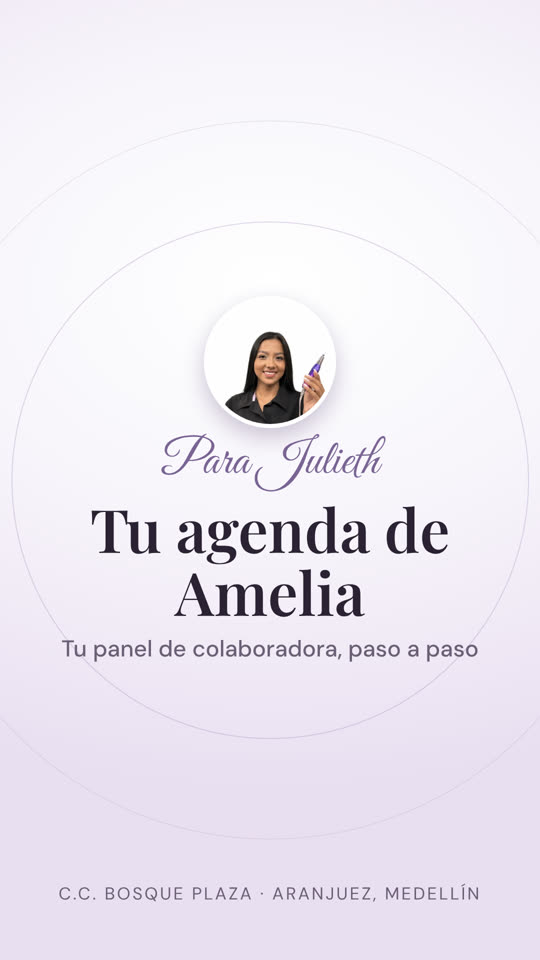 Para Julieth
Tu agenda de
Amelia
Tu panel de colaboradora, paso a paso
C.C. BOSQUE PLAZA · ARANJUEZ, MEDELLÍN